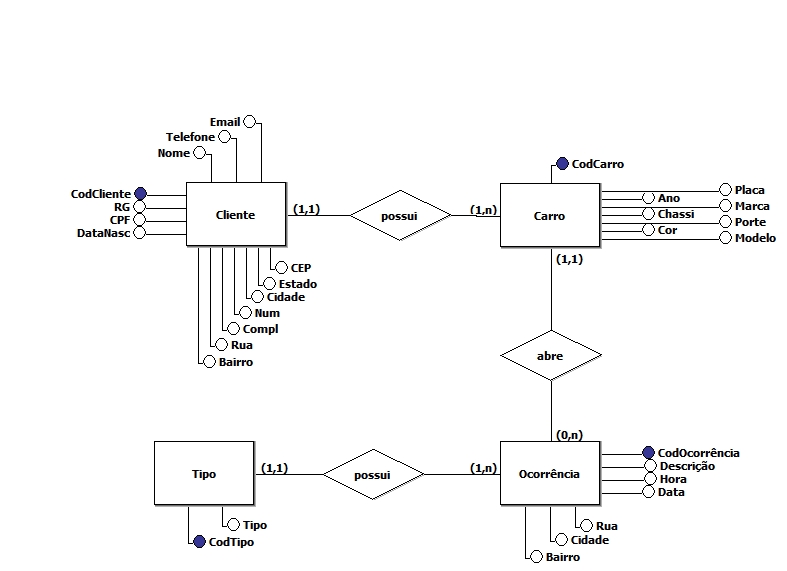 Email
Telefone
Nome
CodCliente
RG
CPF
DataNasc
Cliente
(1,1)
possui
(1,n)
CodCarro
Carro
Placa
Ano
Marca
Chassi
Porte
Cor
Modelo
CEP
Estado
Cidade
Num
Compl
Rua
Bairro
(1,1)
abre
(0,n)
Tipo
(1,1)
possui
(1,n)
Ocorrência
CodOcorrência
Descrição
Hora
Data
Tipo
CodTipo
Rua
Cidade
Bairro